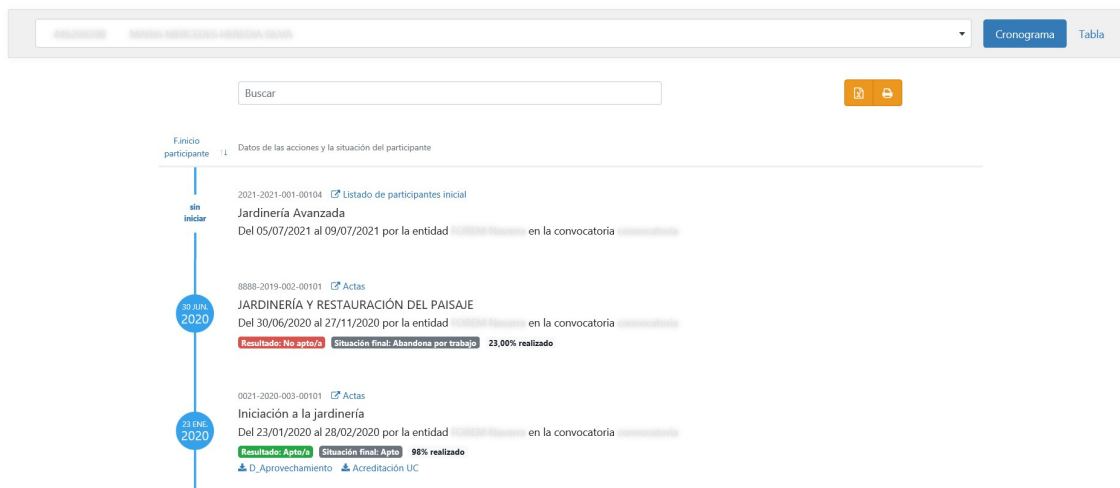 Cronograma Tabla
Buscar
F.inicio
participante ↑↓ Datos de las acciones y la situación del participante
2021-2021-001-00104 Listado de participantes inicial
sin
iniciar
Jardinería Avanzada
Del 05/07/2021 al 09/07/2021 por la entidad en la convocatoria
8888-2019-002-00101 Actas
30 JUN.
2020
JARDINERÍA Y RESTAURACIÓN DEL PAISAJE
Del 30/06/2020 al 27/11/2020 por la entidad en la convocatoria
Resultado: No apto/a Situación final: Abandona por trabajo 23,00% realizado
0021-2020-003-00101 Actas
23 ENE.
2020
Iniciación a la jardinería
Del 23/01/2020 al 28/02/2020 por la entidad en la convocatoria
Resultado: Apto/a Situación final: Apto 98% realizado
D_Aprovechamiento Acreditación UC